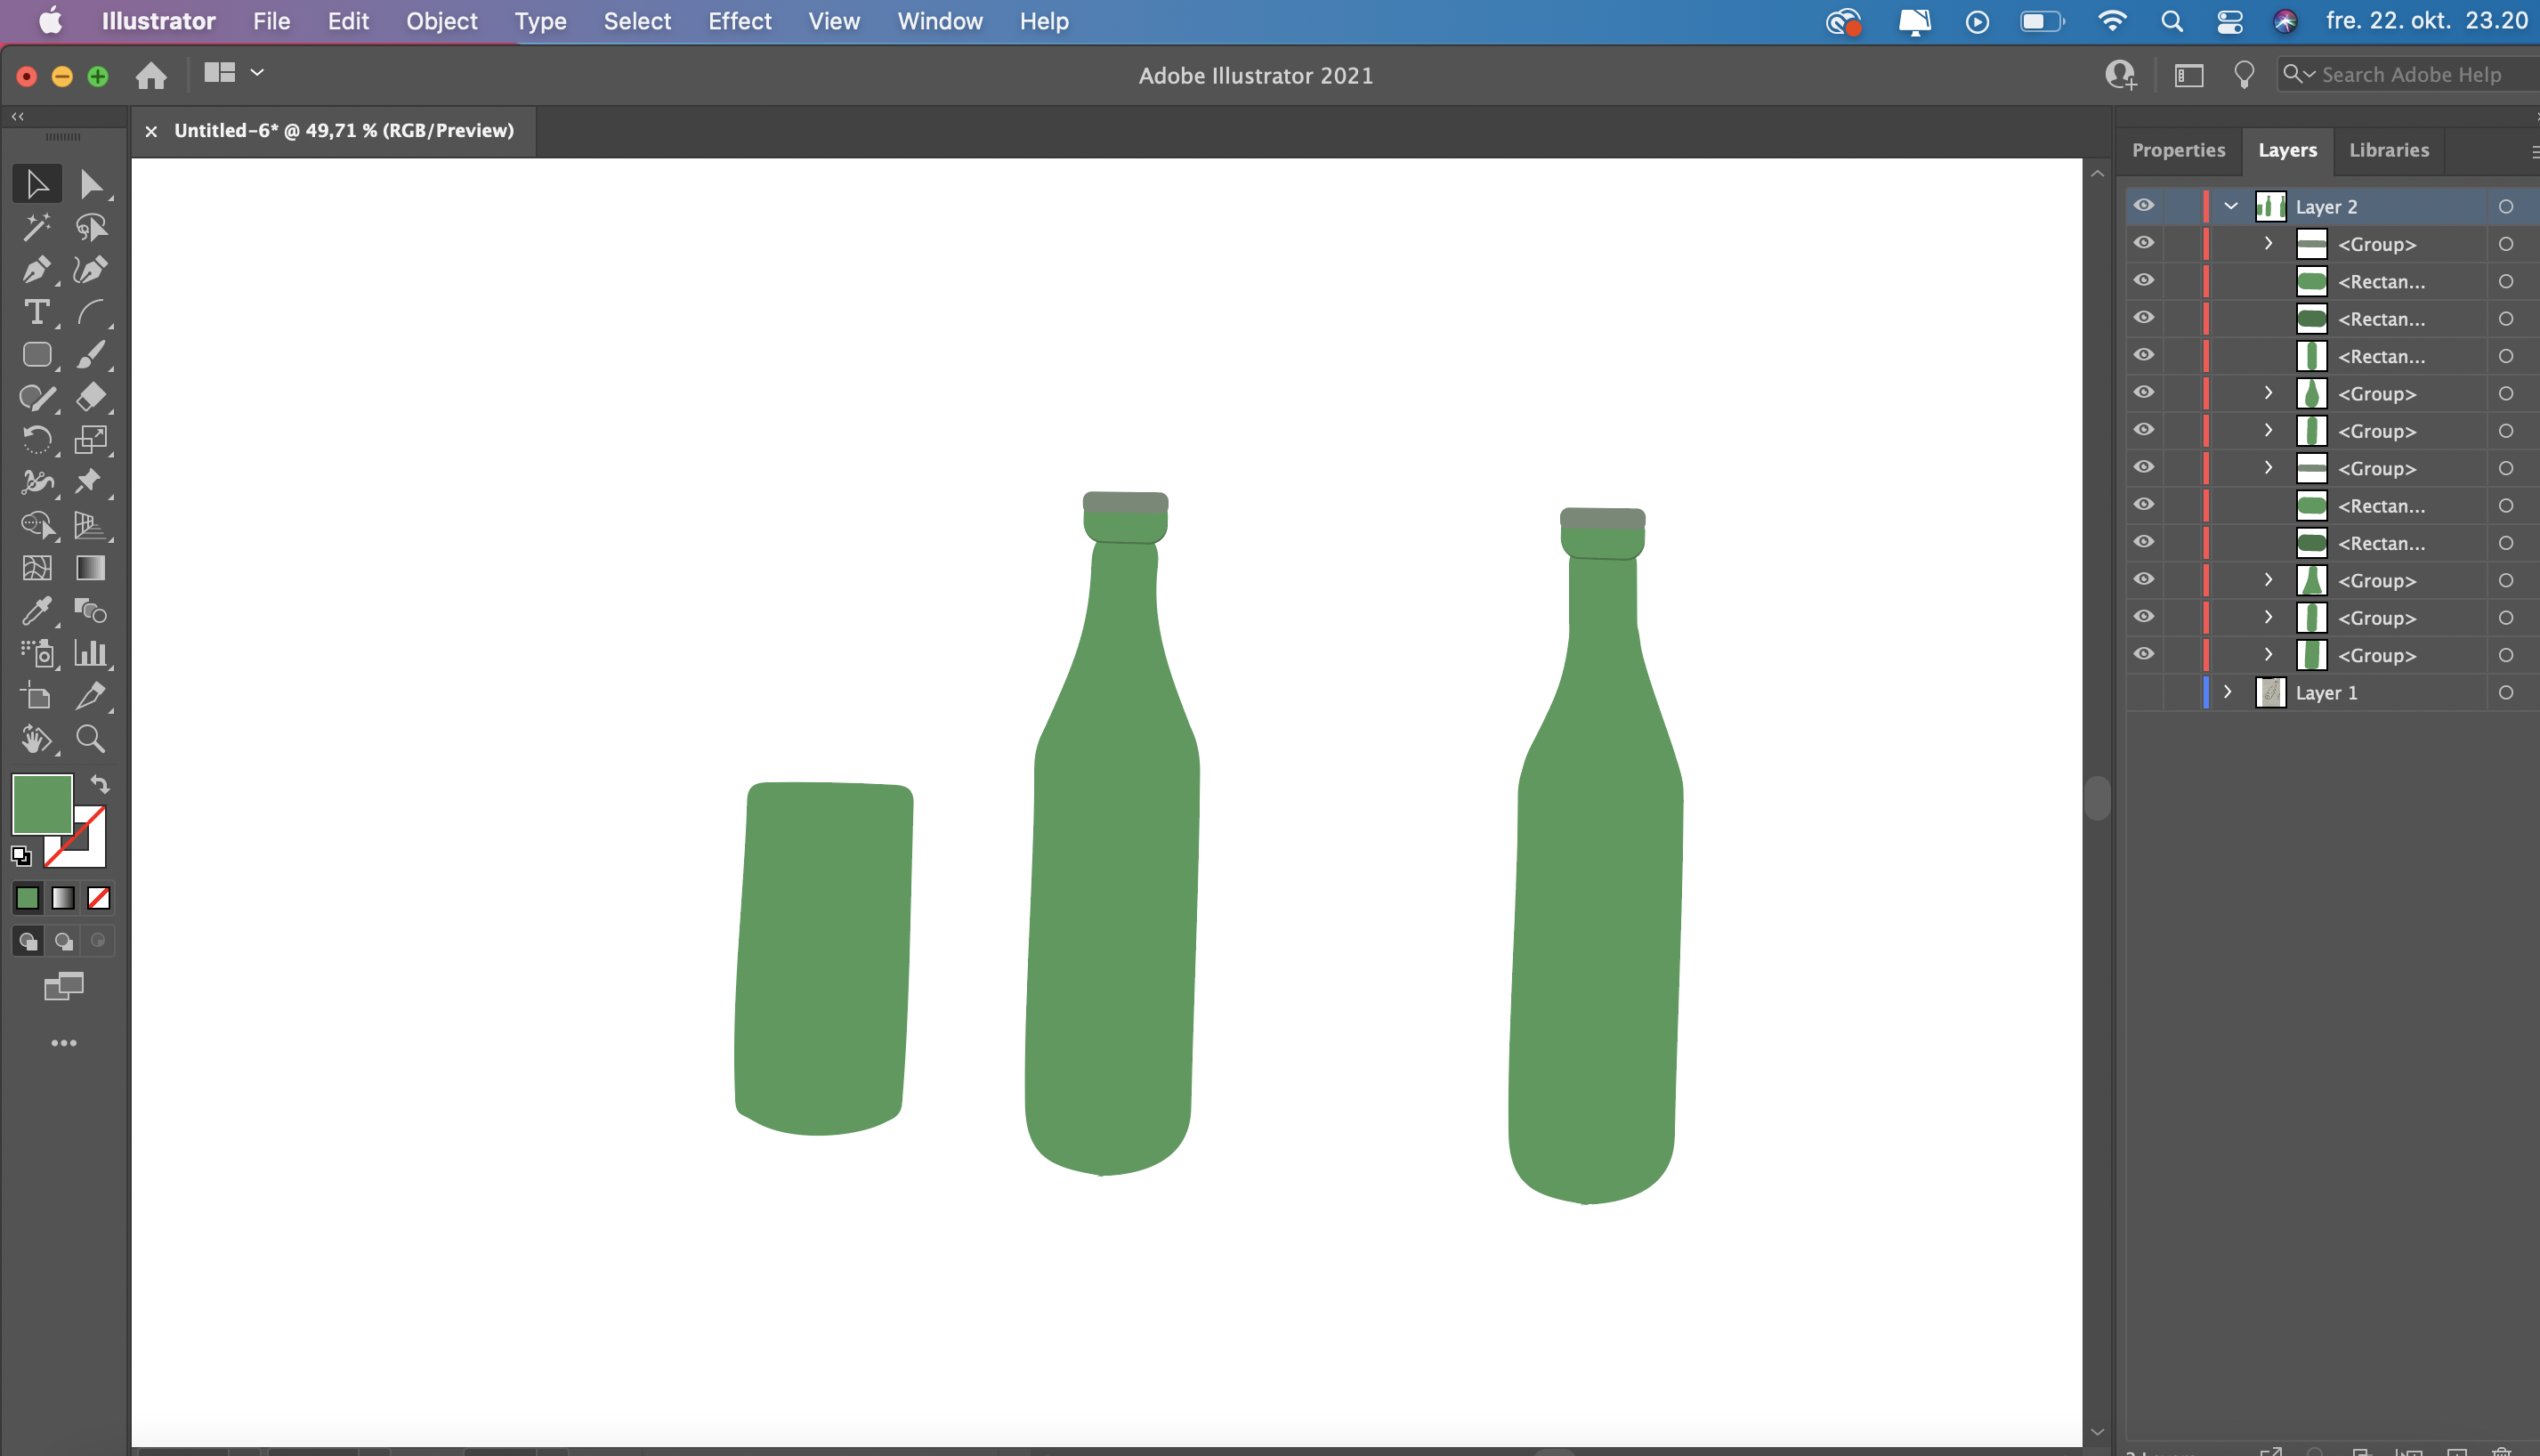 Illustrator File Edit Object Type Select Effect View Window Help fre. 22. okt. 23.20
Adobe Illustrator 2021
Search Adobe Help
Untitled-6* @ 49,71 % (RGB/Preview)
Properties Layers Libraries
Layer 2
<Group>
<Rectan...
<Rectan...
<Rectan...
<Group>
<Group>
<Group>
<Rectan...
<Rectan...
<Group>
<Group>
<Group>
Layer 1